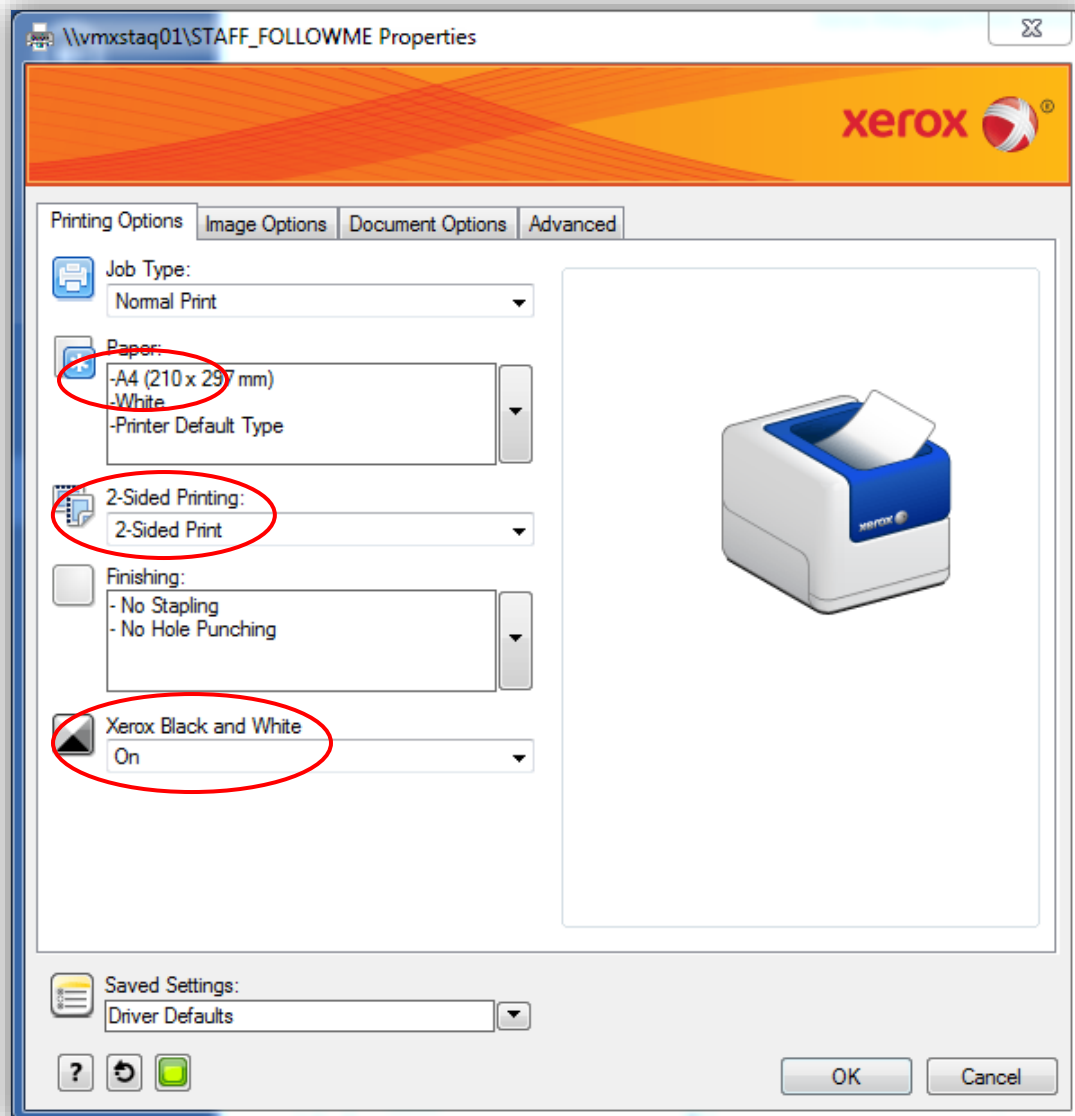 \\vmxstaq01\STAFF_FOLLOWME Properties
xerox ®
Printing Options Image Options Document Options Advanced
Job Type:
Normal Print
Paper:
-A4 (210 x 297 mm)
-White
-Printer Default Type
xerox
2-Sided Printing:
2-Sided Print
Finishing:
- No Stapling
- No Hole Punching
Xerox Black and White
On
Saved Settings:
Driver Defaults
?
OK Cancel